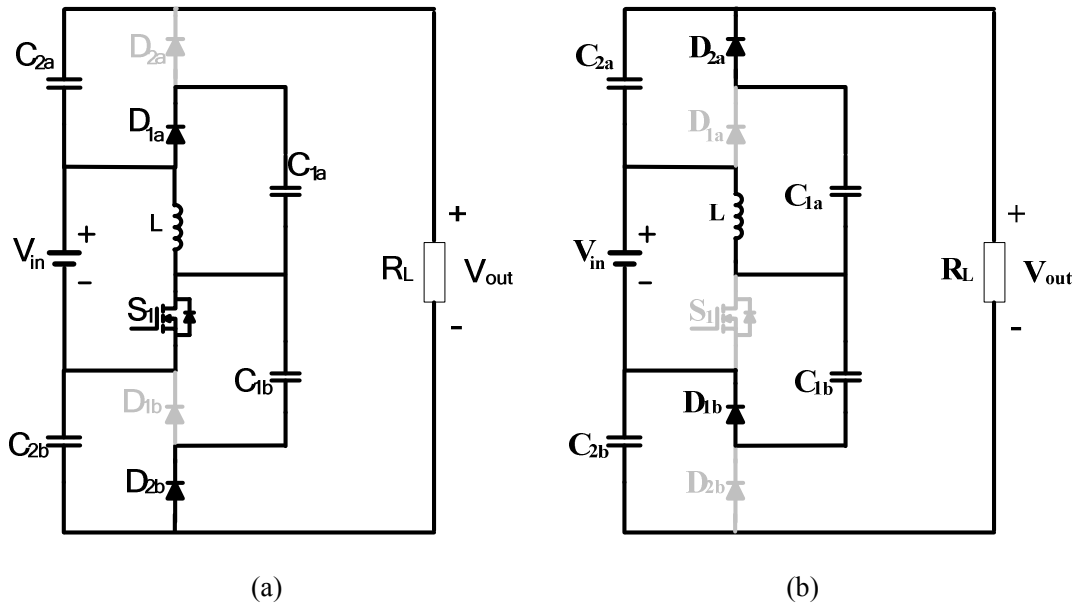 C2a
D2a
D1a
C1a
L
Vin
+
-
S1
RL
+
Vout
-
C1b
D1b
C2b
D2b
(a)
C2a
D2a
D1a
C1a
L
Vin
+
-
S1
RL
+
Vout
-
C1b
D1b
C2b
D2b
(b)